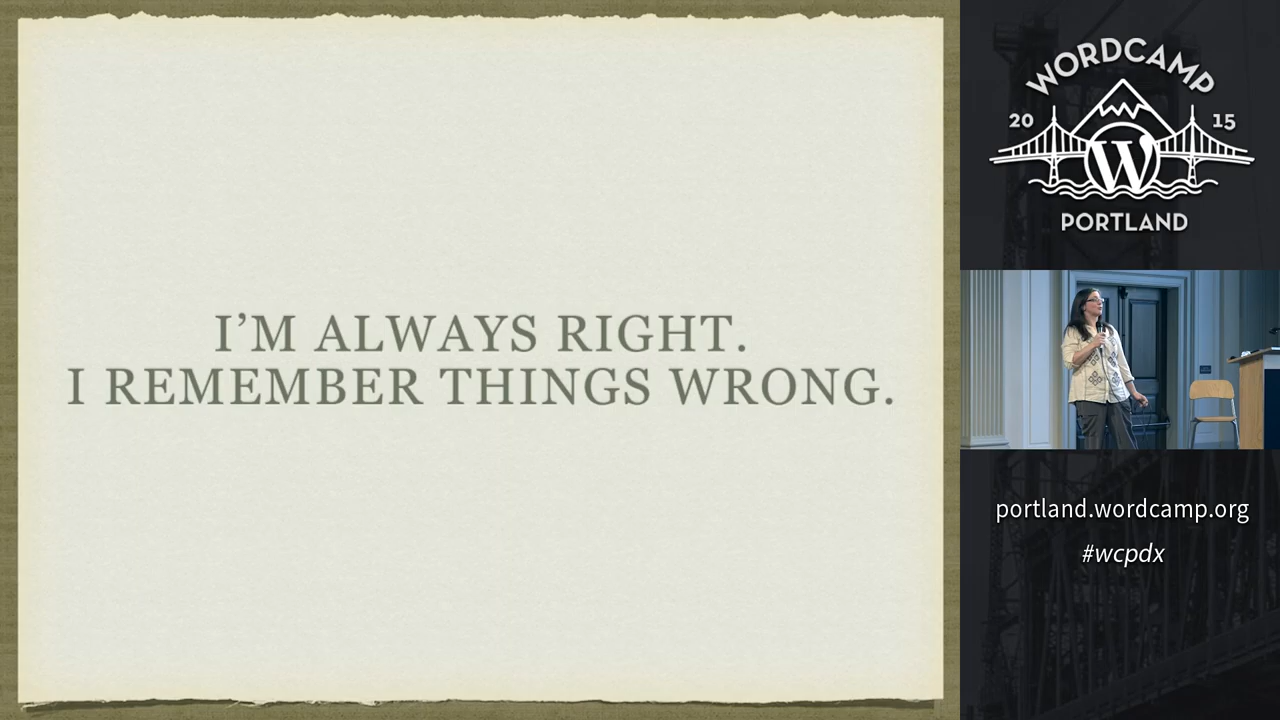 I'M ALWAYS RIGHT.
I REMEMBER THINGS WRONG.
WORDCAMP
20 15
W
PORTLAND
portland.wordcamp.org
#wcpdx